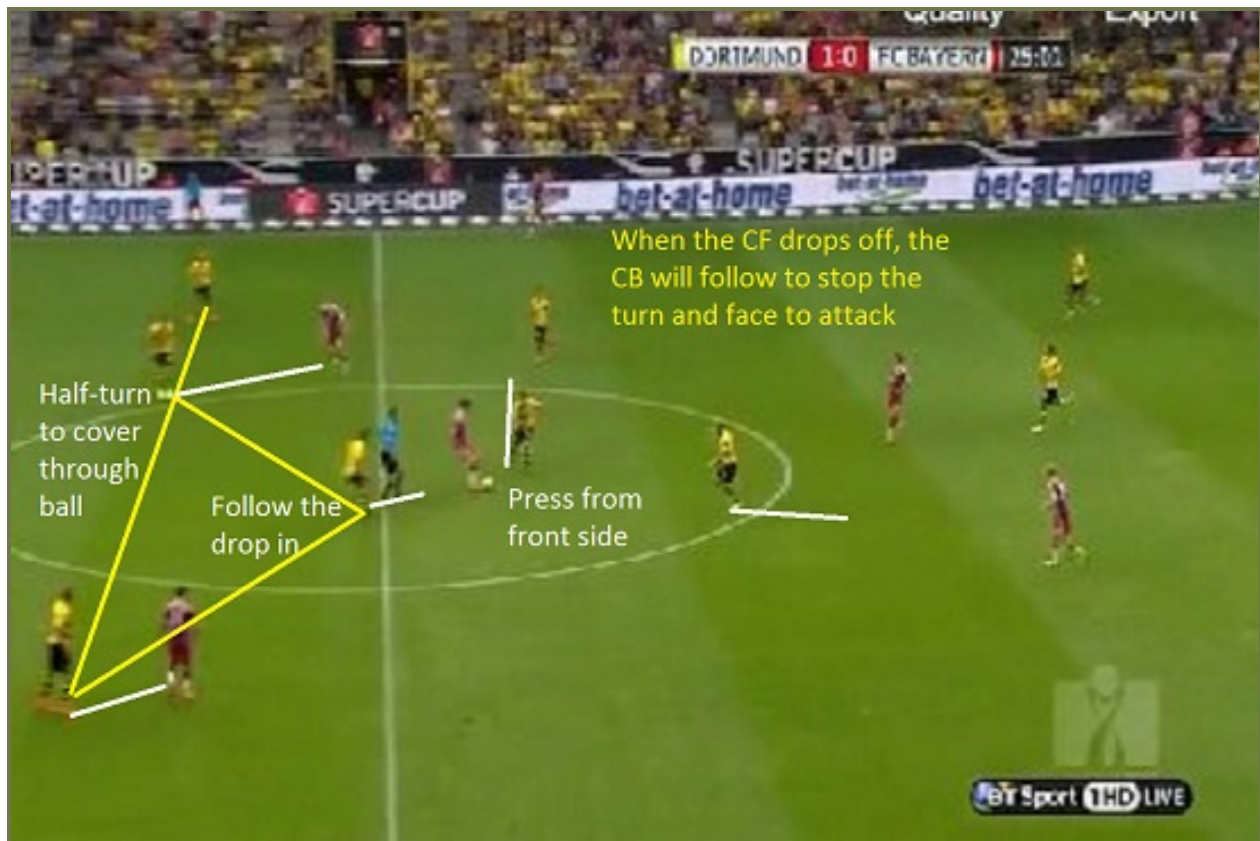 Quality Export
DORTMUND 1:0 FC BAYERN
SUPERCUP
SUPERCUP
bet-at-home
SUPERCUP
bet-at-home
bet-at-home
bet-at-home
When the CF drops off, the
CB will follow to stop the
turn and face to attack
Half-turn
to cover
through
ball
Follow the
drop in
Press from
front side
BT Sport 1HD LIVE